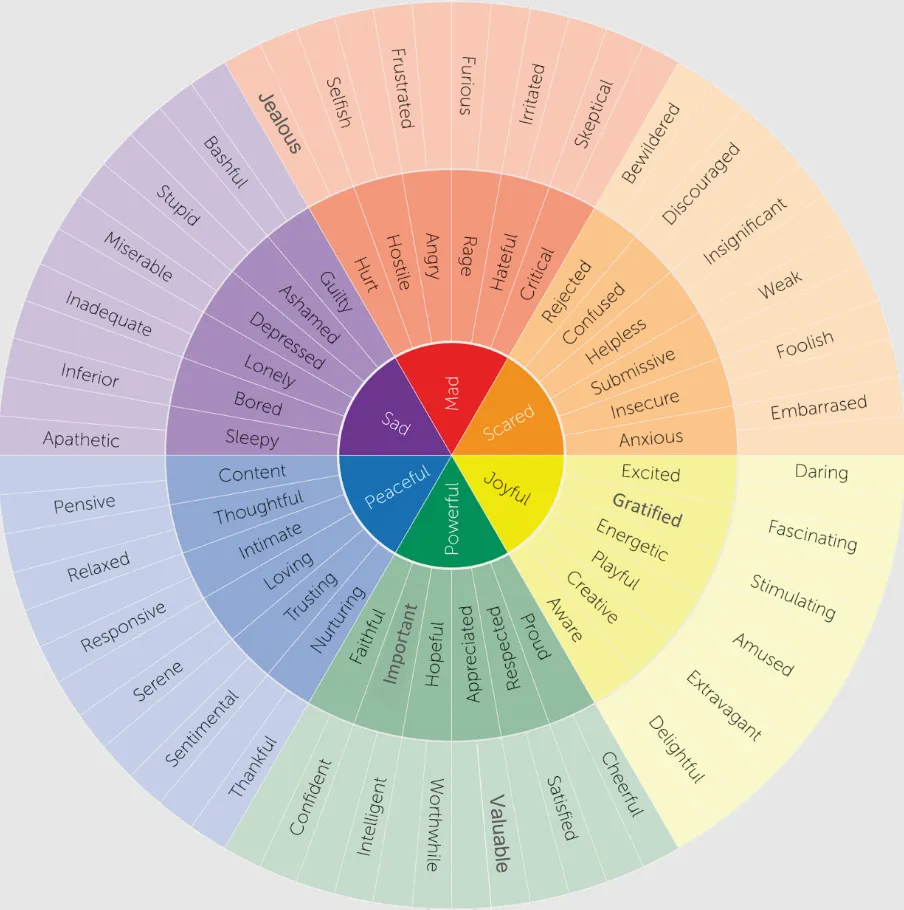 Mad
Scared
Joyful
Powerful
Peaceful
Sad
Hurt
Hostile
Angry
Rage
Hateful
Critical
Rejected
Confused
Helpless
Submissive
Insecure
Anxious
Excited
Gratified
Energetic
Playful
Creative
Aware
Proud
Respected
Appreciated
Hopeful
Important
Faithful
Nurturing
Trusting
Loving
Intimate
Thoughtful
Content
Sleepy
Bored
Lonely
Depressed
Ashamed
Guilty
Jealous
Selfish
Frustrated
Furious
Irritated
Skeptical
Bewildered
Discouraged
Insignificant
Weak
Foolish
Embarrased
Daring
Fascinating
Stimulating
Amused
Extravagant
Delightful
Cheerful
Satisfied
Valuable
Worthwhile
Intelligent
Confident
Thankful
Sentimental
Serene
Responsive
Relaxed
Pensive
Apathetic
Inferior
Inadequate
Miserable
Stupid
Bashful